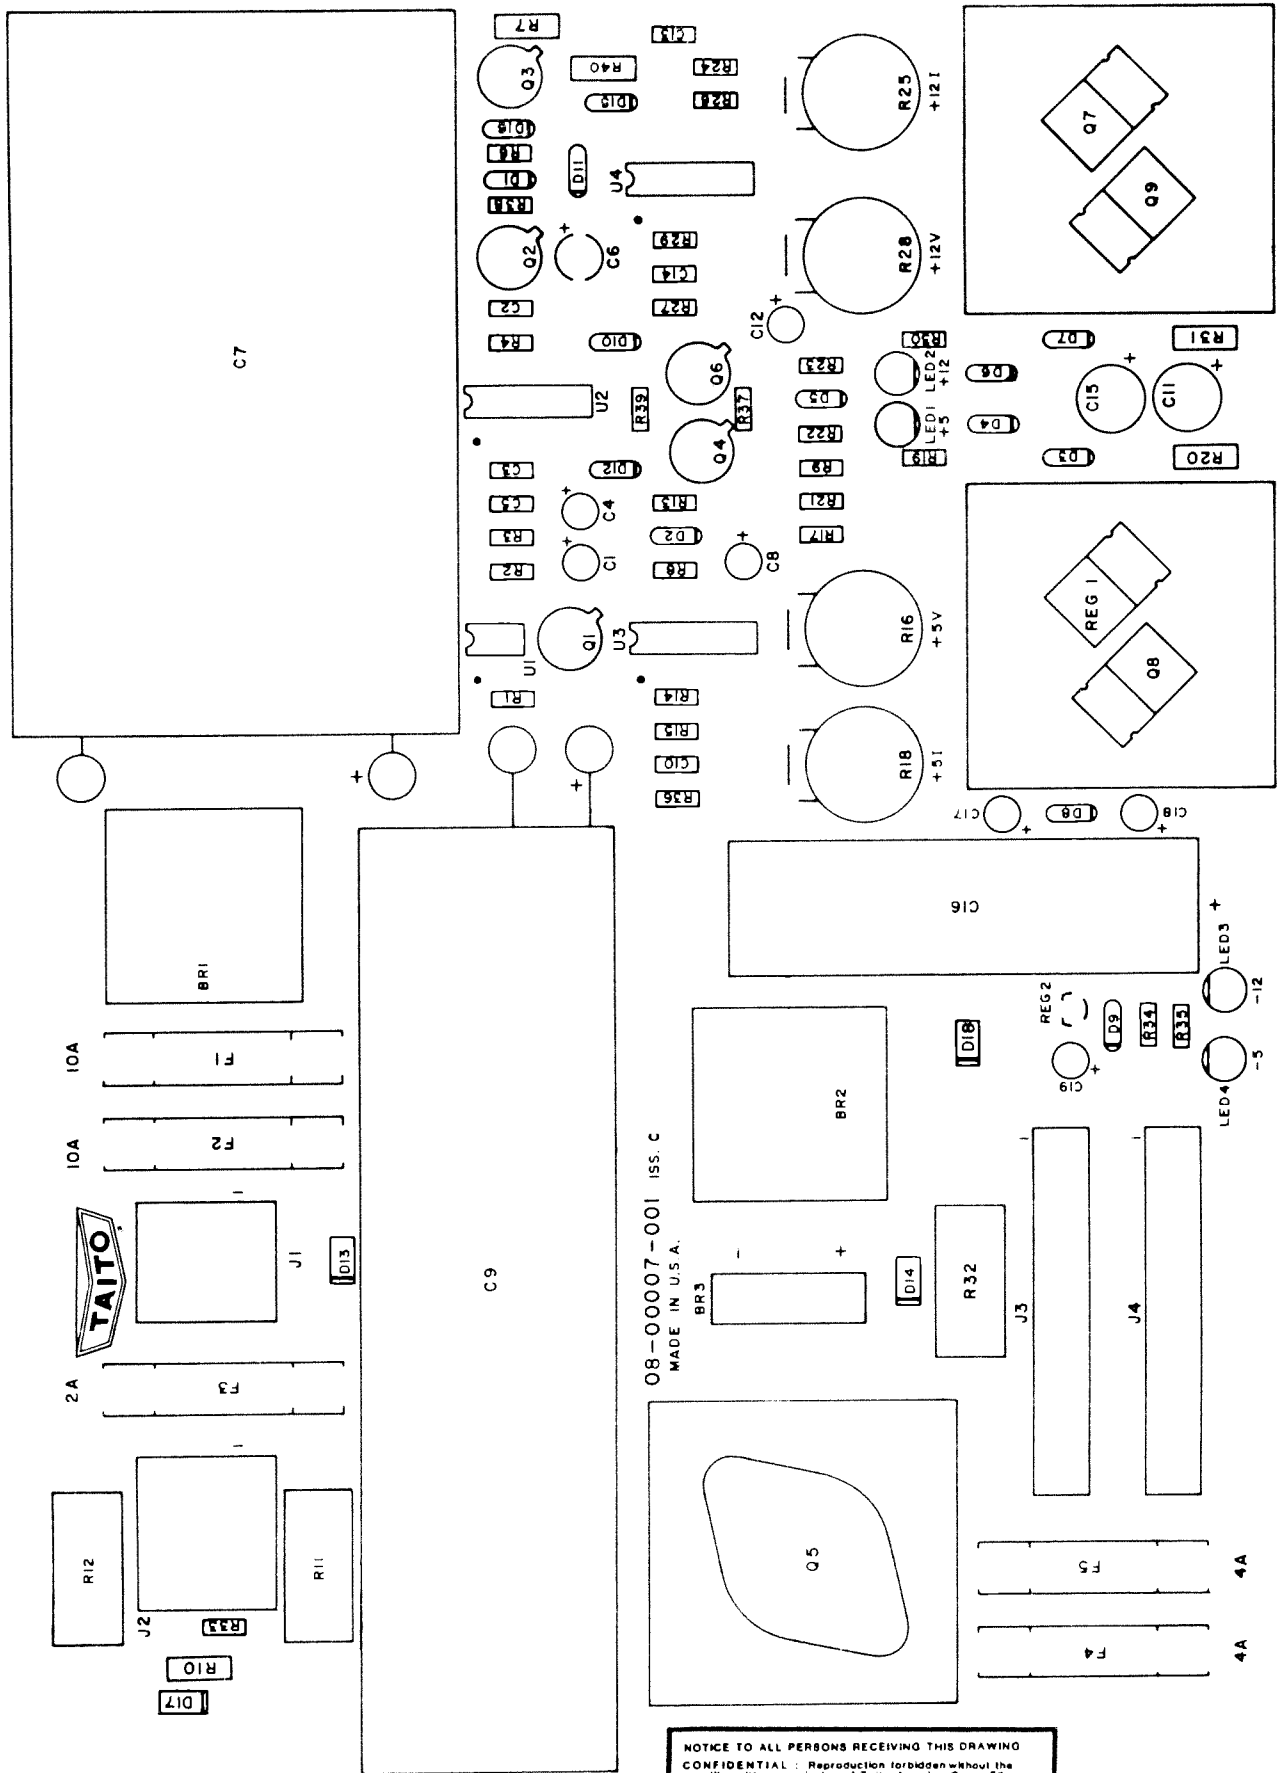 C7
R7
Q3
R40
C13
R24
R26
D15
D16
R6
D1
R38
D11
U4
R25
+12I
Q7
Q9
Q2
+
C6
R29
C14
R27
C2
R4
D10
C12
+
R28
+12V
R30
LED2
+12
LED1
+5
R19
R23
D5
R22
R9
R21
R17
D7
D6
D4
D3
R31
C15
+
C11
+
R20
U2
R39
Q6
R37
Q4
C3
C5
R3
R2
D12
+
C4
+
C1
R13
D2
R8
+
C8
U1
Q1
U3
R1
R14
R15
C10
R36
R16
+5V
R18
+5I
REG 1
Q8
+
+
C17
+
D8
C18
+
BR1
C16
+
10A
F1
10A
F2
TAITO
J1
-
D13
C9
2A
F3
-
J2
R12
R11
R33
R10
D17
BR2
D18
REG2
C19
+
D9
R34
R35
LED3
-12
LED4
-5
08-00007-001 ISS. C
MADE IN U.S.A.
BR3
-
+
D14
R32
J3
-
J4
-
Q5
F5
4A
F4
4A
NOTICE TO ALL PERSONS RECEIVING THIS DRAWING
CONFIDENTIAL : Reproduction forbidden without the